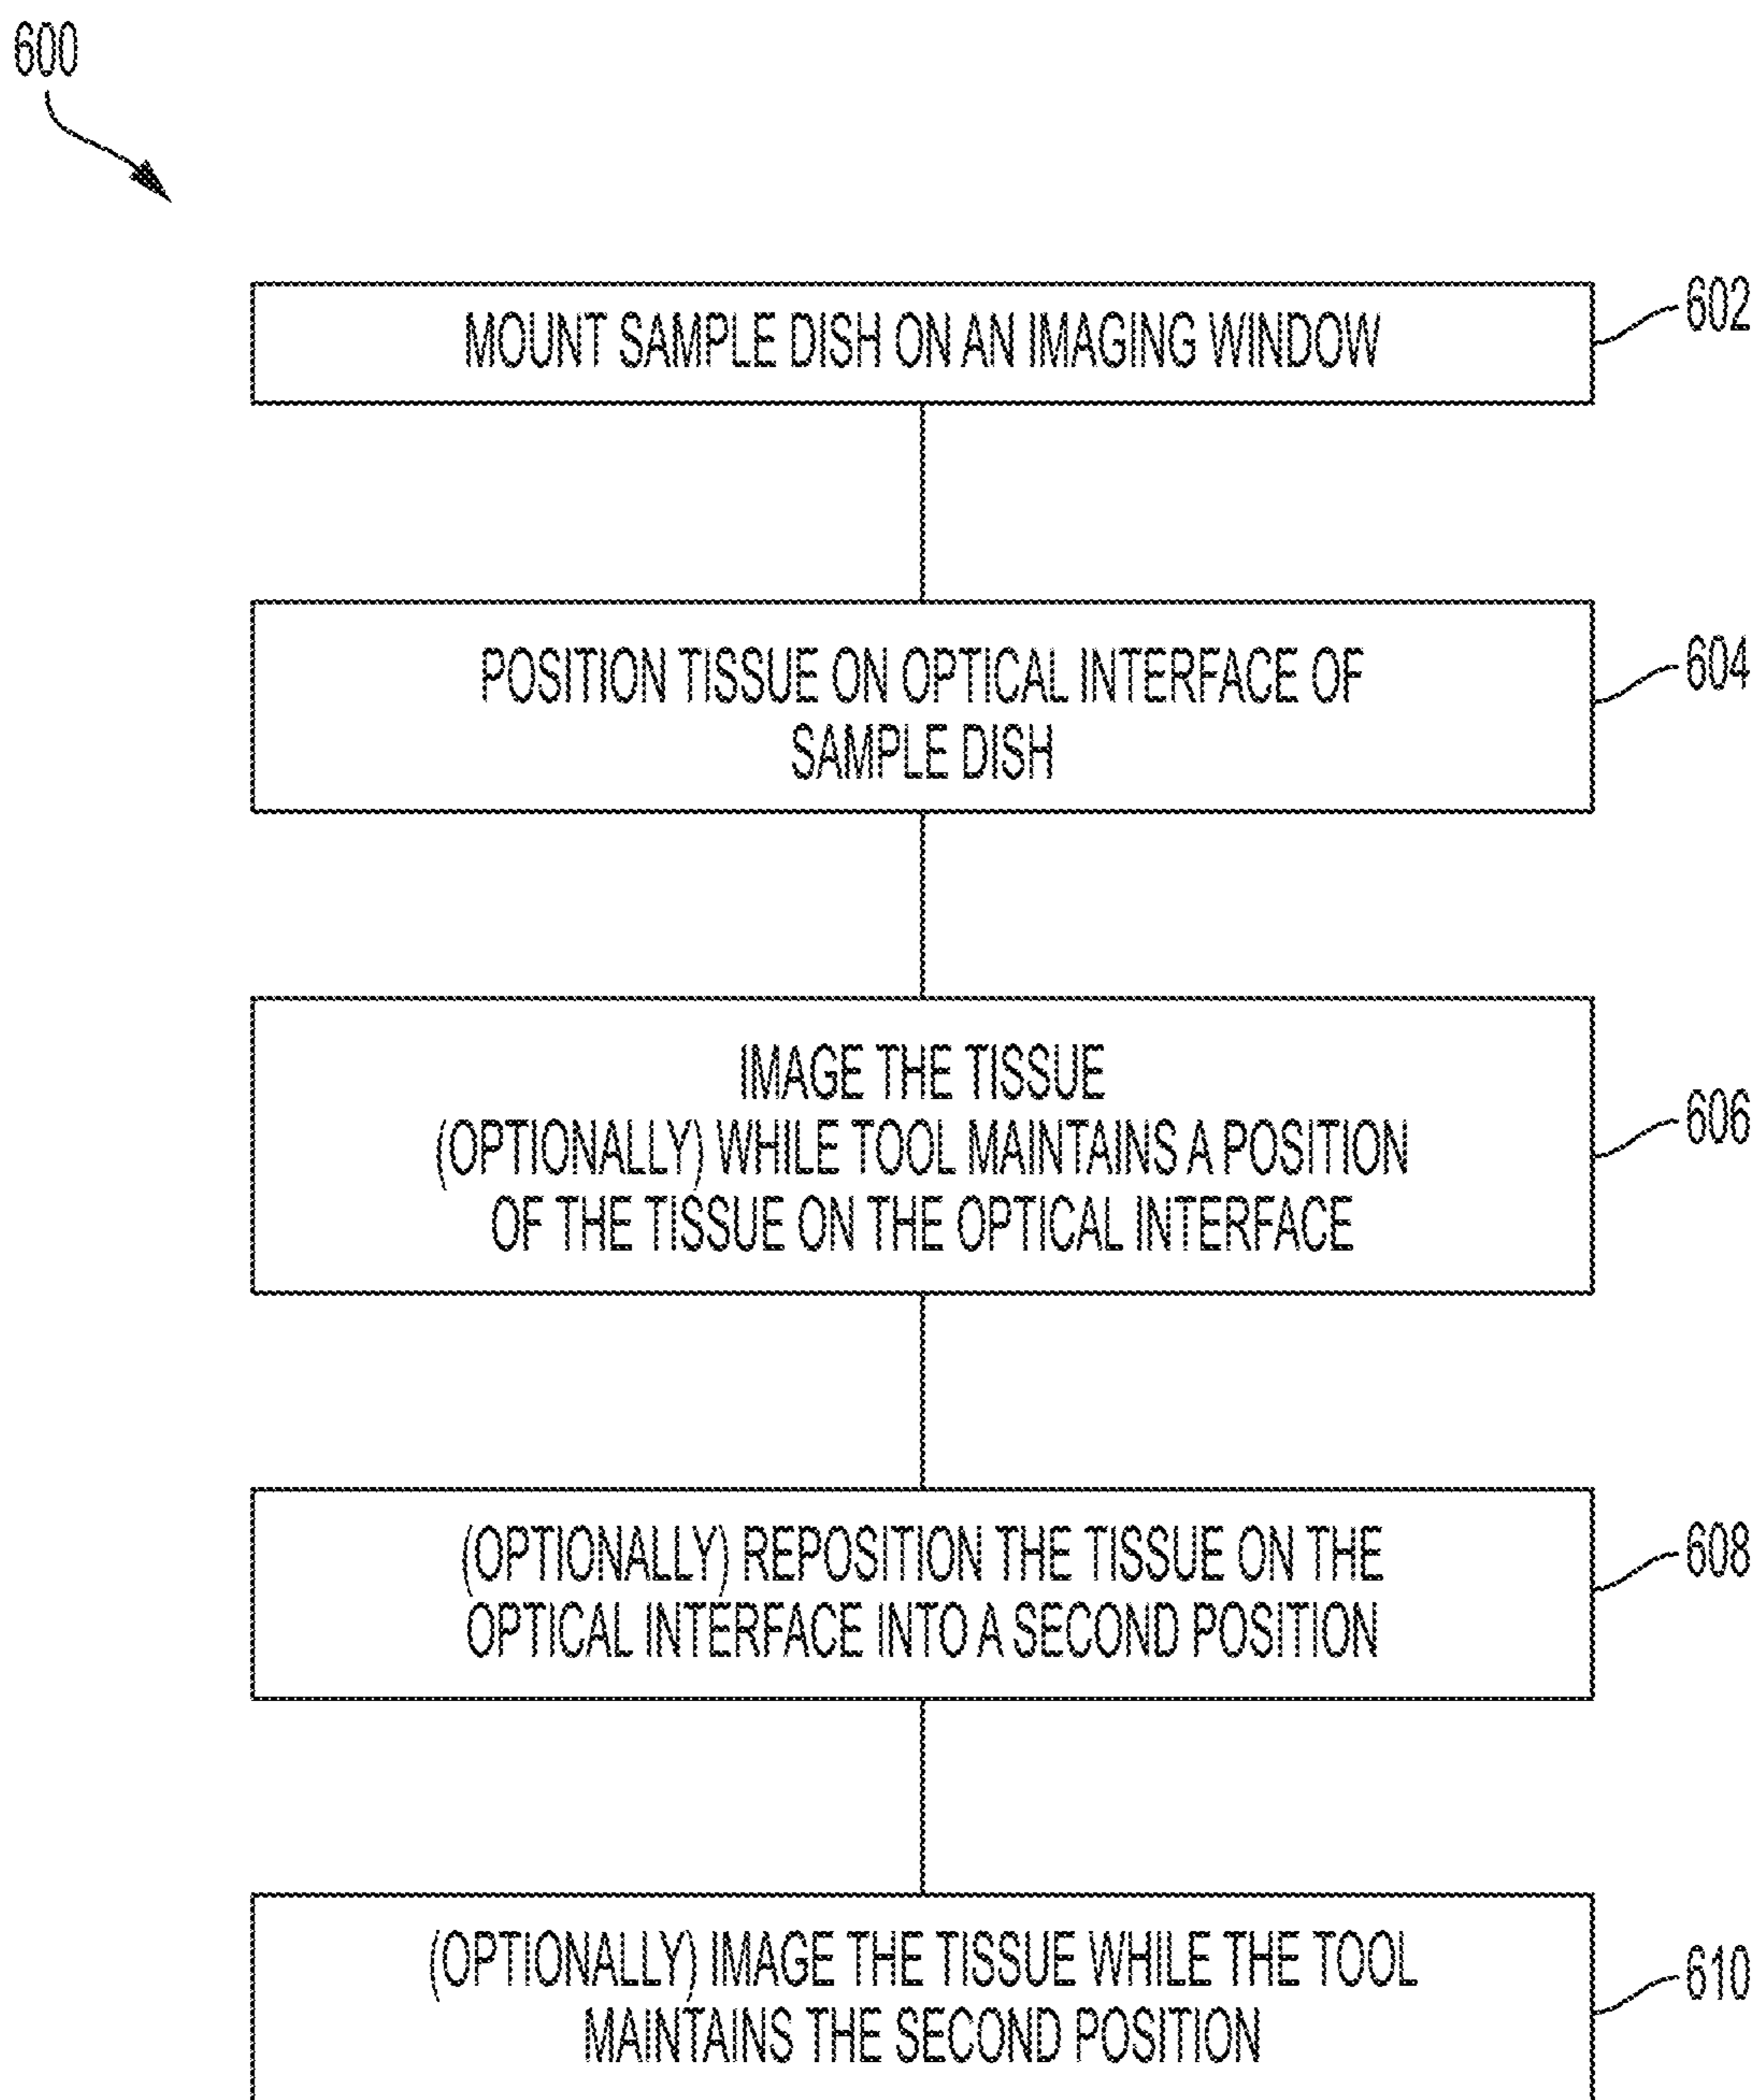 600
MOUNT SAMPLE DISH ON AN IMAGING WINDOW
602
POSITION TISSUE ON OPTICAL INTERFACE OF
SAMPLE DISH
604
IMAGE THE TISSUE
(OPTIONALLY) WHILE TOOL MAINTAINS A POSITION
OF THE TISSUE ON THE OPTICAL INTERFACE
606
(OPTIONALLY) REPOSITION THE TISSUE ON THE
OPTICAL INTERFACE INTO A SECOND POSITION
608
(OPTIONALLY) IMAGE THE TISSUE WHILE THE TOOL
MAINTAINS THE SECOND POSITION
610